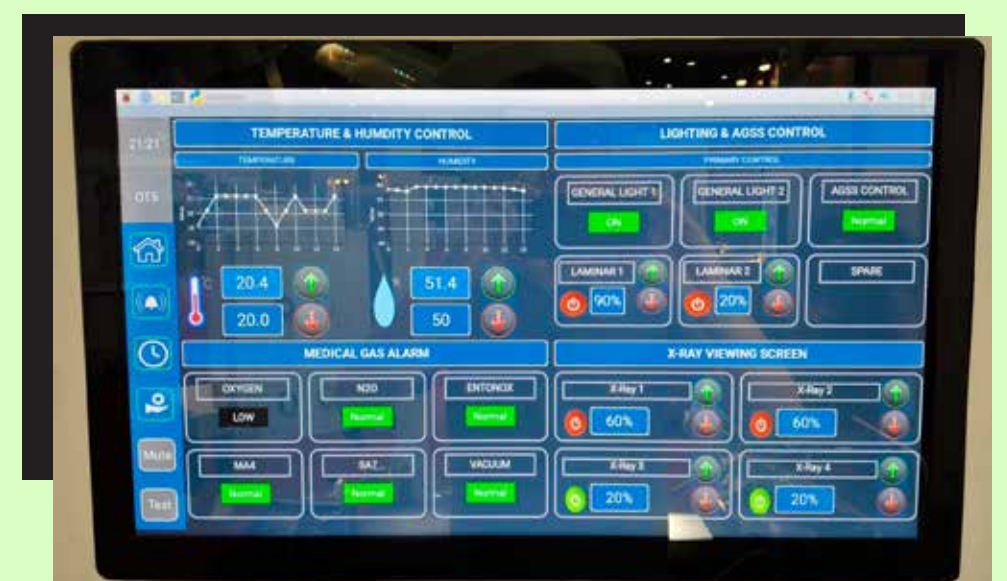 21:21
OT5
TEMPERATURE & HUMDITY CONTROL
TEMPERATURE
HUMIDITY
°C
20.4
20.0
%
51.4
50
LIGHTING & AGSS CONTROL
PRIMARY CONTROL
GENERAL LIGHT 1
ON
GENERAL LIGHT 2
ON
AGSS CONTROL
Normal
LAMINAR 1
90%
LAMINAR 2
20%
SPARE
MEDICAL GAS ALARM
OXYGEN
LOW
N2O
Normal
ENTONOX
Normal
MA4
Normal
SA7
Normal
VACUUM
Normal
X-RAY VIEWING SCREEN
X-Ray 1
60%
X-Ray 2
60%
X-Ray 3
20%
X-Ray 4
20%
Mute
Test